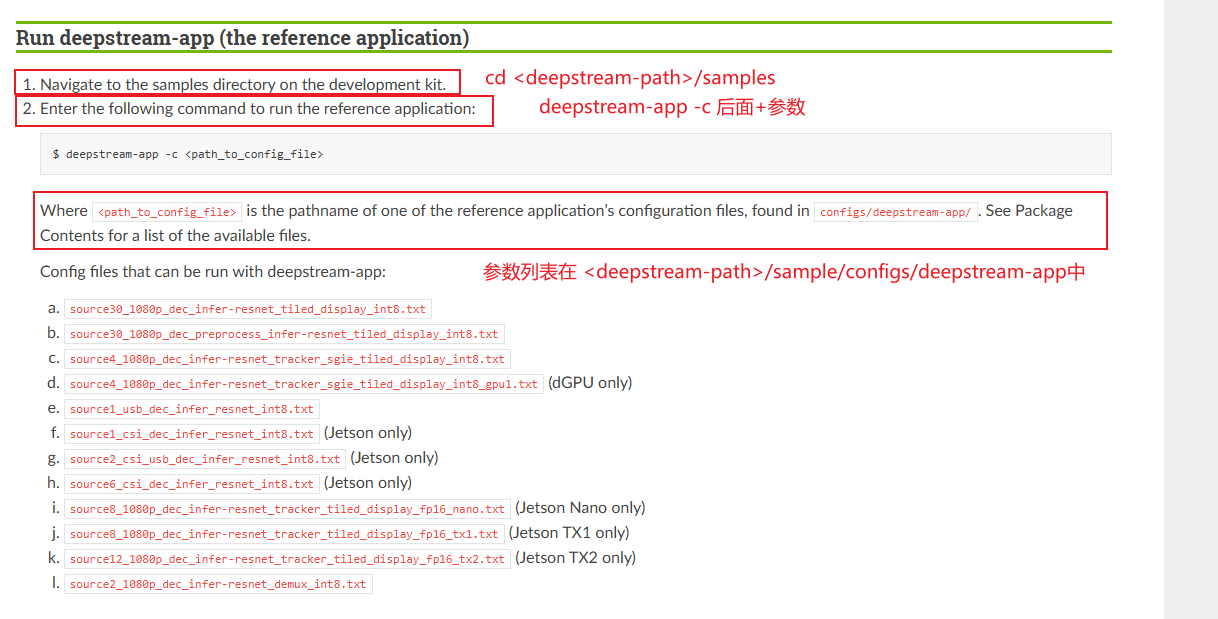 Run deepstream-app (the reference application)
1. Navigate to the samples directory on the development kit. cd <deepstream-path>/samples
2. Enter the following command to run the reference application: deepstream-app -c 后面+参数
$ deepstream-app -c <path_to_config_file>
Where <path_to_config_file> is the pathname of one of the reference application’s configuration files, found in configs/deepstream-app/. See Package
Contents for a list of the available files.
Config files that can be run with deepstream-app: 参数列表在 <deepstream-path>/sample/configs/deepstream-app中
a. source30_1080p_dec_infer-resnet_tiled_display_int8.txt
b. source30_1080p_dec_preprocess_infer-resnet_tiled_display_int8.txt
c. source4_1080p_dec_infer-resnet_tracker_sgie_tiled_display_int8.txt
d. source4_1080p_dec_infer-resnet_tracker_sgie_tiled_display_int8_gpu1.txt (dGPU only)
e. source1_usb_dec_infer_resnet_int8.txt
f. source1_csi_dec_infer_resnet_int8.txt (Jetson only)
g. source2_csi_usb_dec_infer_resnet_int8.txt (Jetson only)
h. source6_csi_dec_infer_resnet_int8.txt (Jetson only)
i. source8_1080p_dec_infer-resnet_tracker_tiled_display_fp16_nano.txt (Jetson Nano only)
j. source8_1080p_dec_infer-resnet_tracker_tiled_display_fp16_tx1.txt (Jetson TX1 only)
k. source12_1080p_dec_infer-resnet_tracker_tiled_display_fp16_tx2.txt (Jetson TX2 only)
l. source2_1080p_dec_infer-resnet_demux_int8.txt